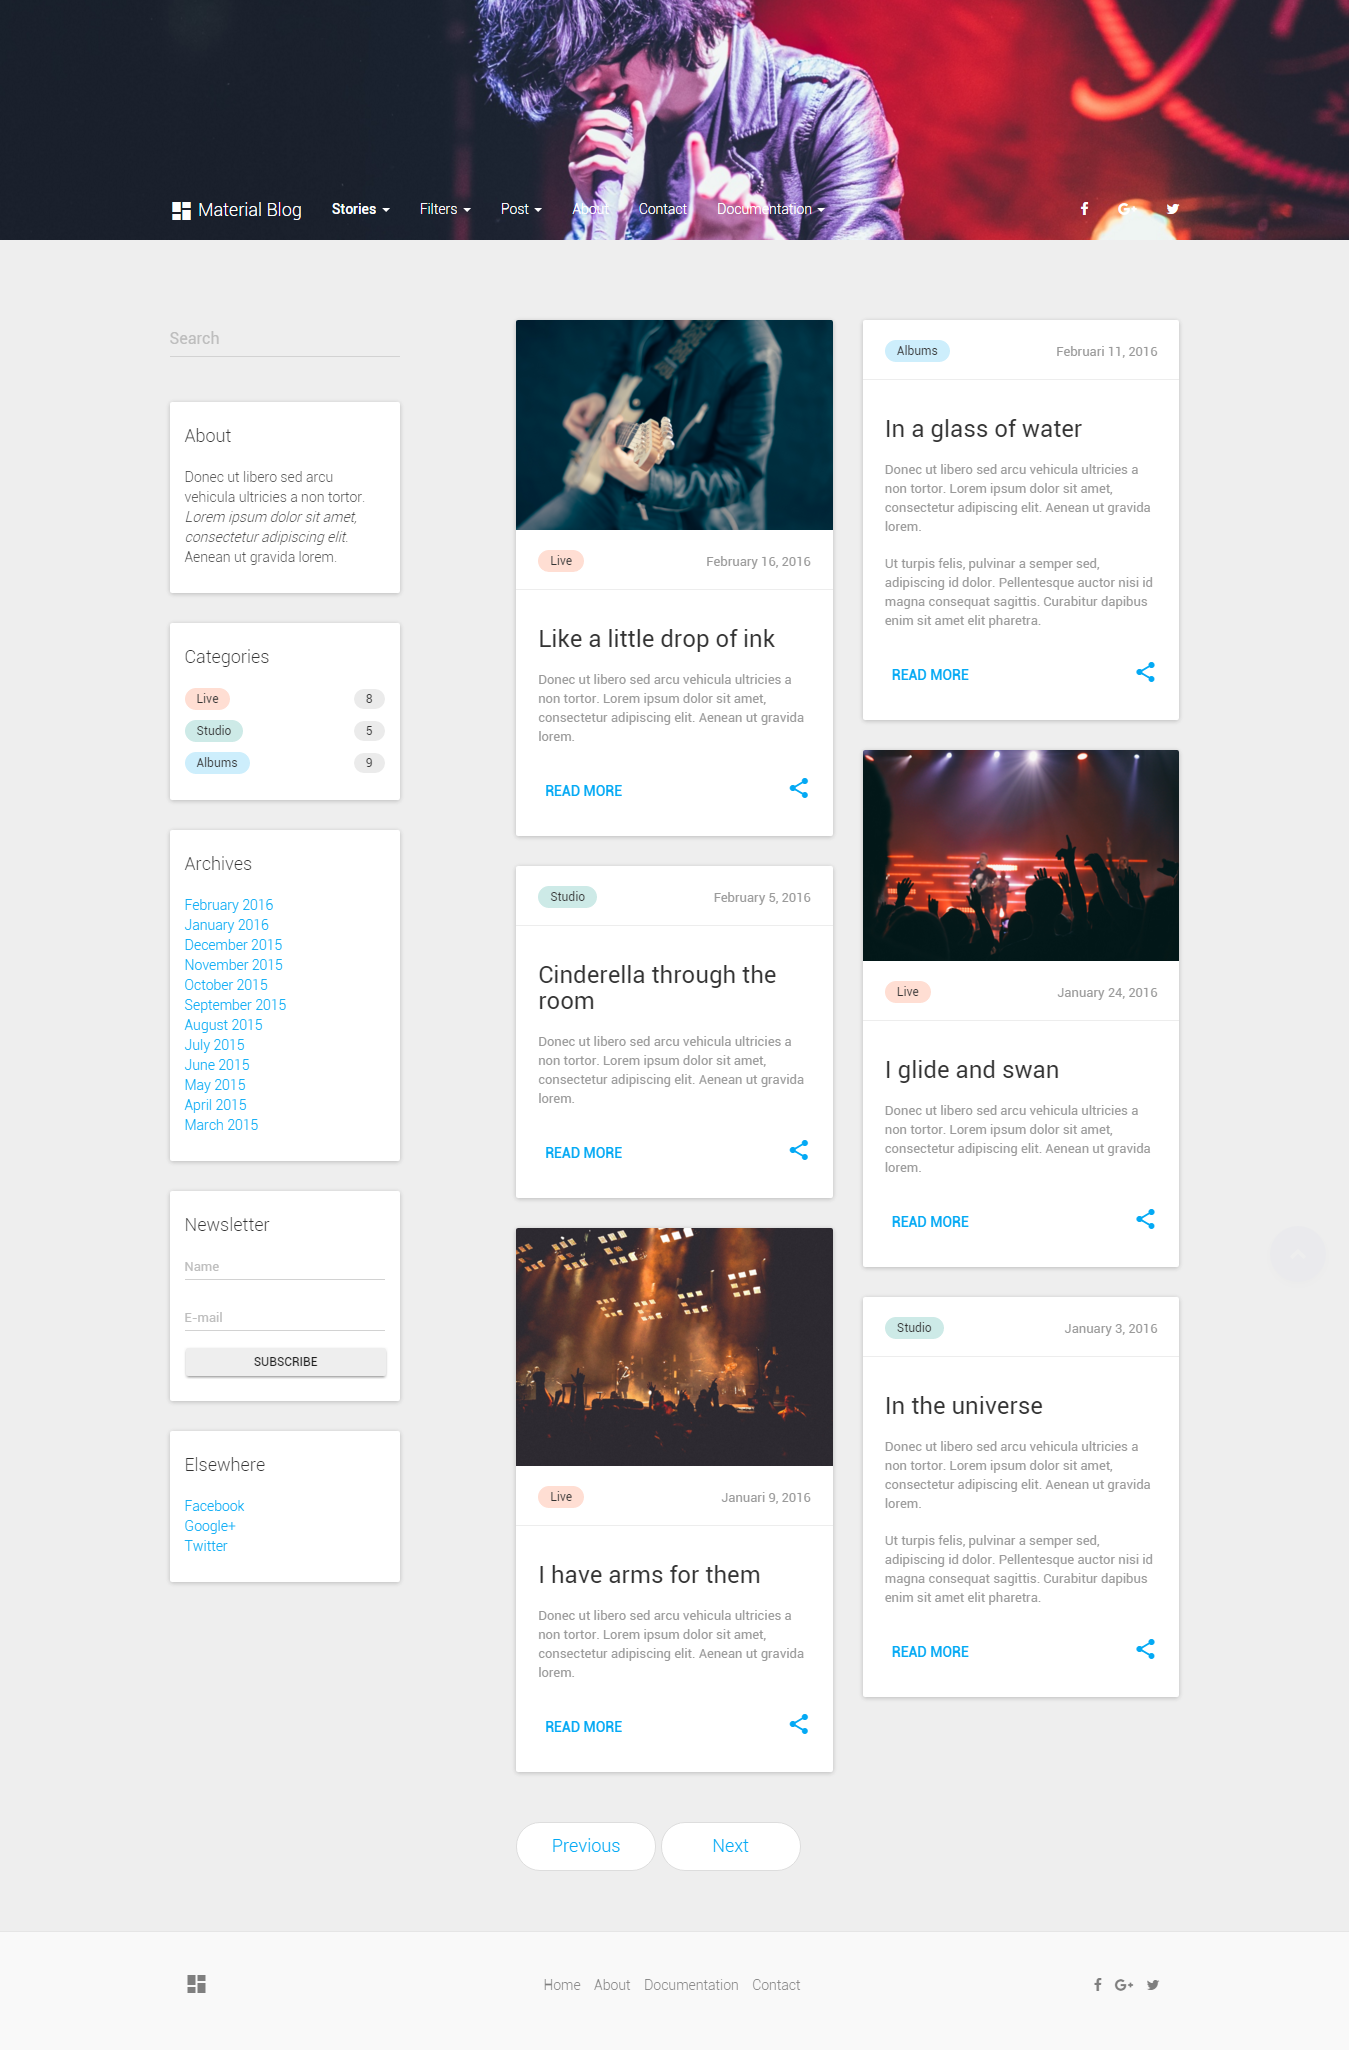 Material Blog Stories Filters Post About Contact Documentation
Search
About
Donec ut libero sed arcu
vehicula ultricies a non tortor.
Lorem ipsum dolor sit amet,
consectetur adipiscing elit.
Aenean ut gravida lorem.
Categories
Live 8
Studio 5
Albums 9
Archives
February 2016
January 2016
December 2015
November 2015
October 2015
September 2015
August 2015
July 2015
June 2015
May 2015
April 2015
March 2015
Newsletter
Name
E-mail
SUBSCRIBE
Elsewhere
Facebook
Google+
Twitter
Live February 16, 2016
Like a little drop of ink
Donec ut libero sed arcu vehicula ultricies a
non tortor. Lorem ipsum dolor sit amet,
consectetur adipiscing elit. Aenean ut gravida
lorem.
READ MORE
Studio February 5, 2016
Cinderella through the
room
Donec ut libero sed arcu vehicula ultricies a
non tortor. Lorem ipsum dolor sit amet,
consectetur adipiscing elit. Aenean ut gravida
lorem.
READ MORE
Live Januari 9, 2016
I have arms for them
Donec ut libero sed arcu vehicula ultricies a
non tortor. Lorem ipsum dolor sit amet,
consectetur adipiscing elit. Aenean ut gravida
lorem.
READ MORE
Albums Februari 11, 2016
In a glass of water
Donec ut libero sed arcu vehicula ultricies a
non tortor. Lorem ipsum dolor sit amet,
consectetur adipiscing elit. Aenean ut gravida
lorem.
Ut turpis felis, pulvinar a semper sed,
adipiscing id dolor. Pellentesque auctor nisi id
magna consequat sagittis. Curabitur dapibus
enim sit amet elit pharetra.
READ MORE
Live January 24, 2016
I glide and swan
Donec ut libero sed arcu vehicula ultricies a
non tortor. Lorem ipsum dolor sit amet,
consectetur adipiscing elit. Aenean ut gravida
lorem.
READ MORE
Studio January 3, 2016
In the universe
Donec ut libero sed arcu vehicula ultricies a
non tortor. Lorem ipsum dolor sit amet,
consectetur adipiscing elit. Aenean ut gravida
lorem.
Ut turpis felis, pulvinar a semper sed,
adipiscing id dolor. Pellentesque auctor nisi id
magna consequat sagittis. Curabitur dapibus
enim sit amet elit pharetra.
READ MORE
Previous Next
Home About Documentation Contact